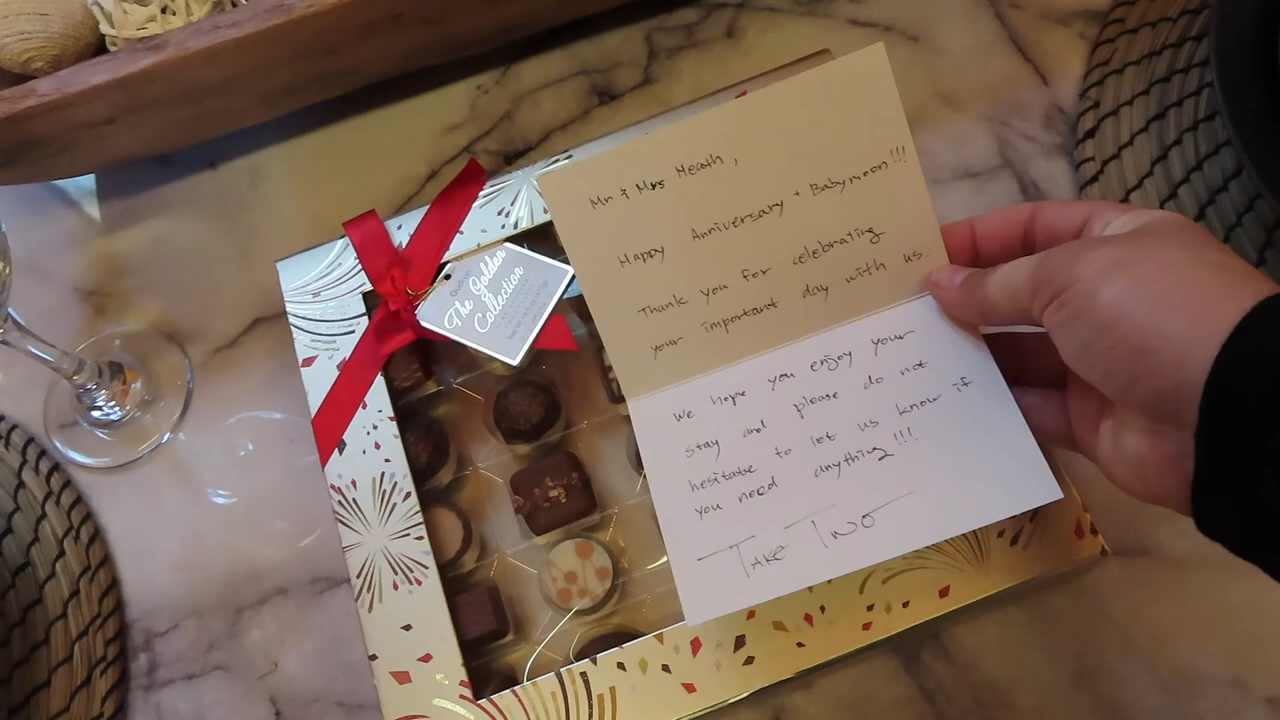 Mr & Mrs Heath,
Happy Anniversary + Babymoon!!!
Thank you for celebrating
your important day with us.
We hope you enjoy your
stay and please do not
hesitate to let us know if
you need anything!!!
TAKE TWO
The Golden
Collection